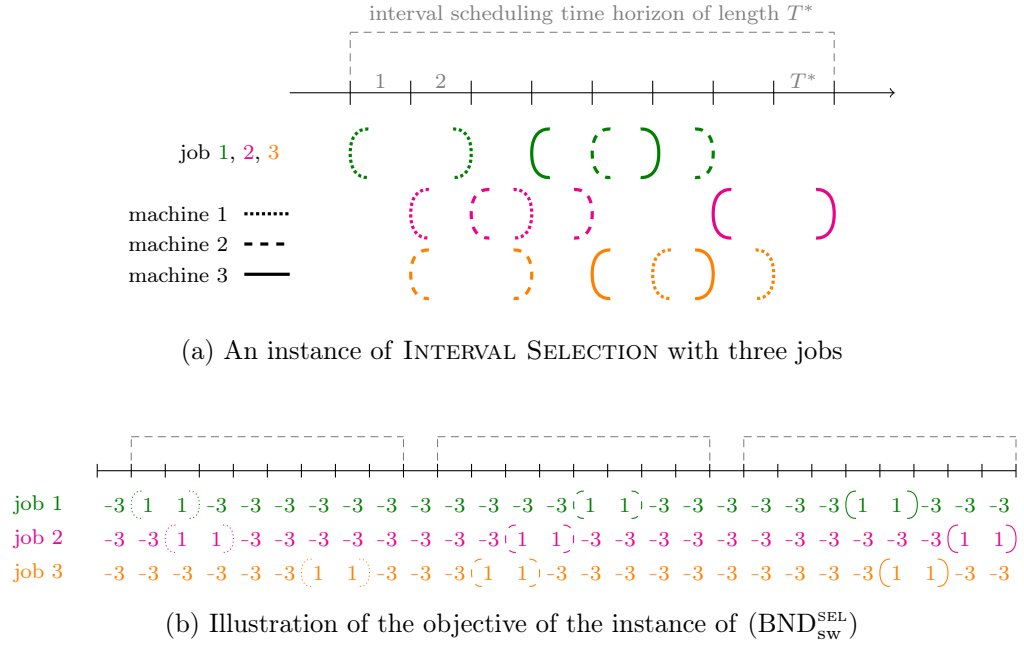 interval scheduling time horizon of length T*
1 2 T*
job 1, 2, 3
machine 1
machine 2
machine 3
(a) An instance of INTERVAL SELECTION with three jobs
job 1 -3 (1 1) -3 -3 -3 -3 -3 -3 -3 -3 -3 -3 -3 (1 1) -3 -3 -3 -3 -3 -3 (1 1) -3 -3 -3
job 2 -3 -3 (1 1) -3 -3 -3 -3 -3 -3 -3 -3 (1 1) -3 -3 -3 -3 -3 -3 -3 -3 -3 -3 -3 (1 1)
job 3 -3 -3 -3 -3 -3 -3 (1 1) -3 -3 -3 (1 1) -3 -3 -3 -3 -3 -3 -3 -3 -3 -3 (1 1) -3 -3
(b) Illustration of the objective of the instance of (BND^SEL_SW)